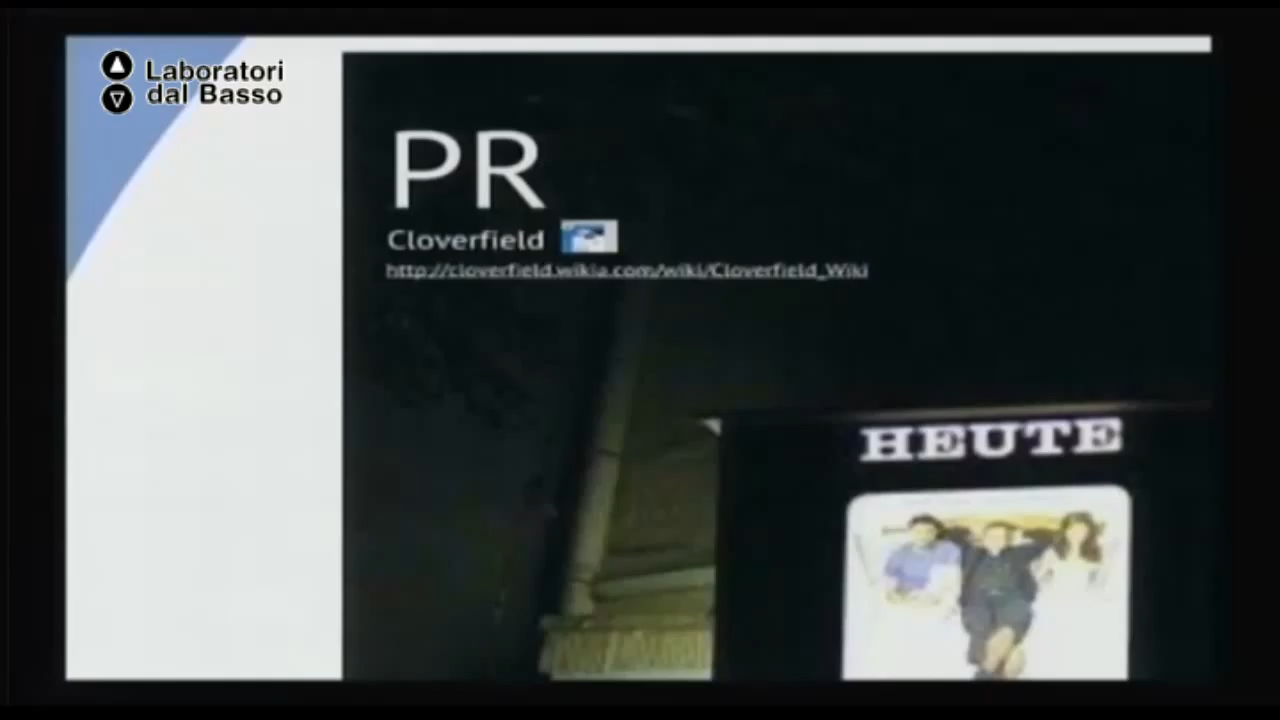 Laboratori
dal Basso
PR
Cloverfield
http://cloverfield.wikia.com/wiki/Cloverfield_Wiki
HEUTE